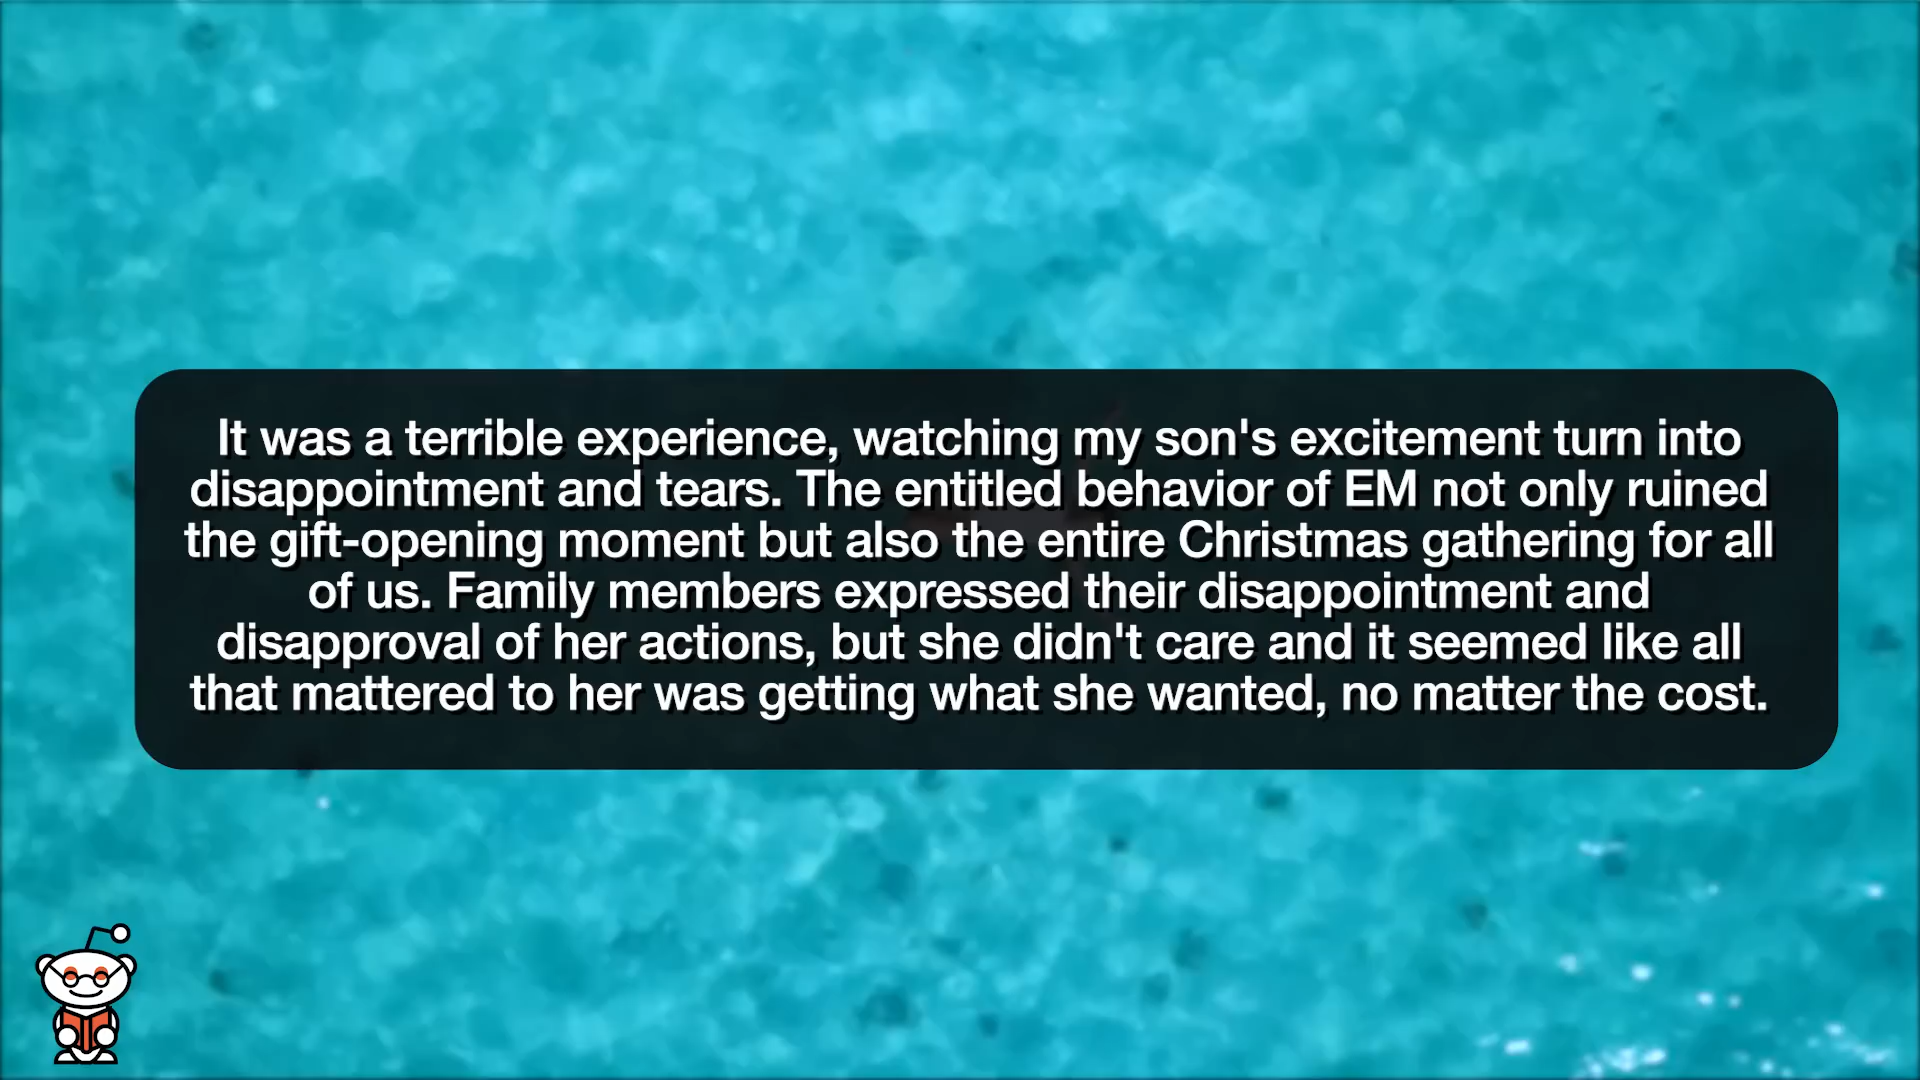 It was a terrible experience, watching my son's excitement turn into
disappointment and tears. The entitled behavior of EM not only ruined
the gift-opening moment but also the entire Christmas gathering for all
of us. Family members expressed their disappointment and
disapproval of her actions, but she didn't care and it seemed like all
that mattered to her was getting what she wanted, no matter the cost.